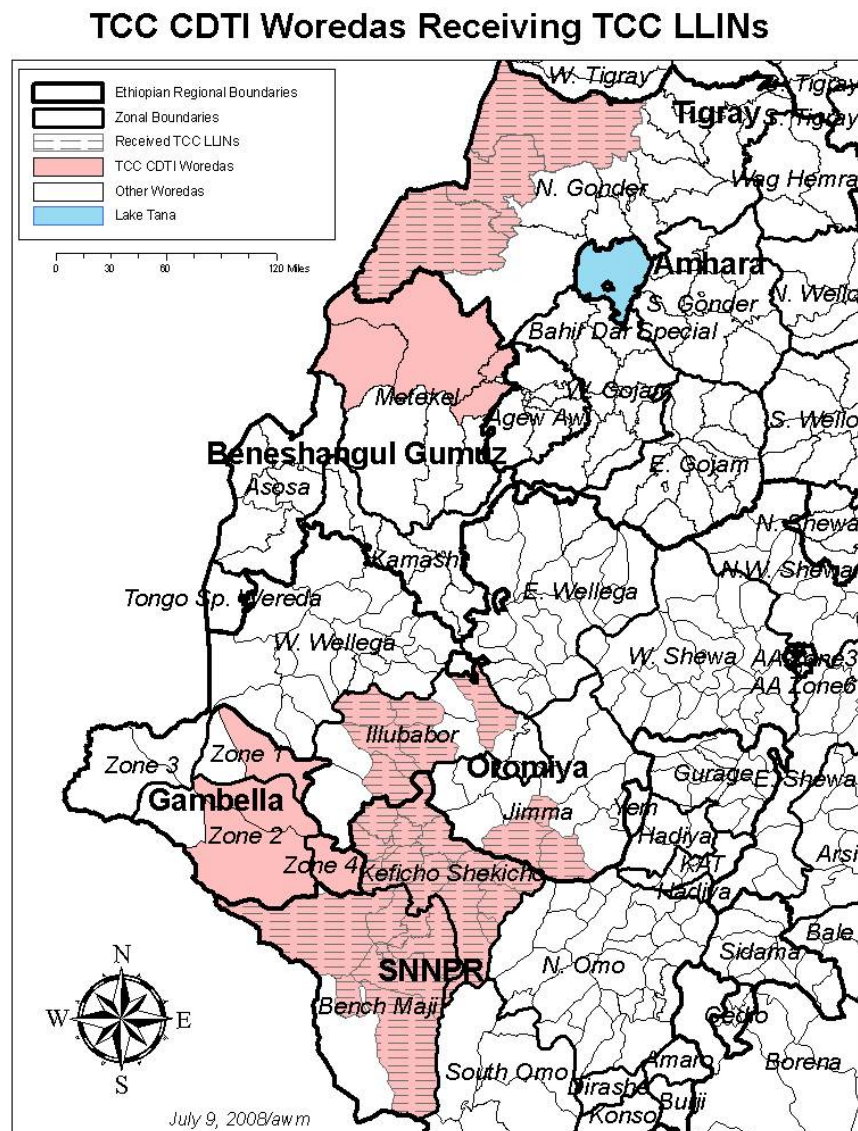 TCC CDTI Woredas Receiving TCC LLINs
Ethiopian Regional Boundaries
Zonal Boundaries
Received TCC LLINs
TCC CDTI Woredas
Other Woredas
Lake Tana
0 30 60 120 Miles
W. Tigray
Tigray
Tigray
S. Tigray
N. Gonder
Wag Hemra
Amhara
S. Gonder
N. Wello
Bahir Dar Special
Metekel
W. Gojam
Agew Awi
S. Wello
Beneshangul Gumuz
E. Gojam
Asosa
N. Shewa
Kamashi
N.W. Shewa
Tongo Sp. Wereda
E. Wellega
W. Wellega
W. Shewa
AA Zone3
AA Zone6
Illubabor
Zone 3
Zone 1
Oromiya
Gurage
E. Shewa
Gambella
Jimma
Yem
Zone 2
Hadiya
Zone 4
Keficho Shekicho
KAT
Arsi
Hadiya
Bale
Sidama
SNNPR
N. Omo
Bench Maji
Gedio
South Omo
Amaro
Borena
Dirashe
Burji
Konso
N
W E
S
July 9, 2008/awm